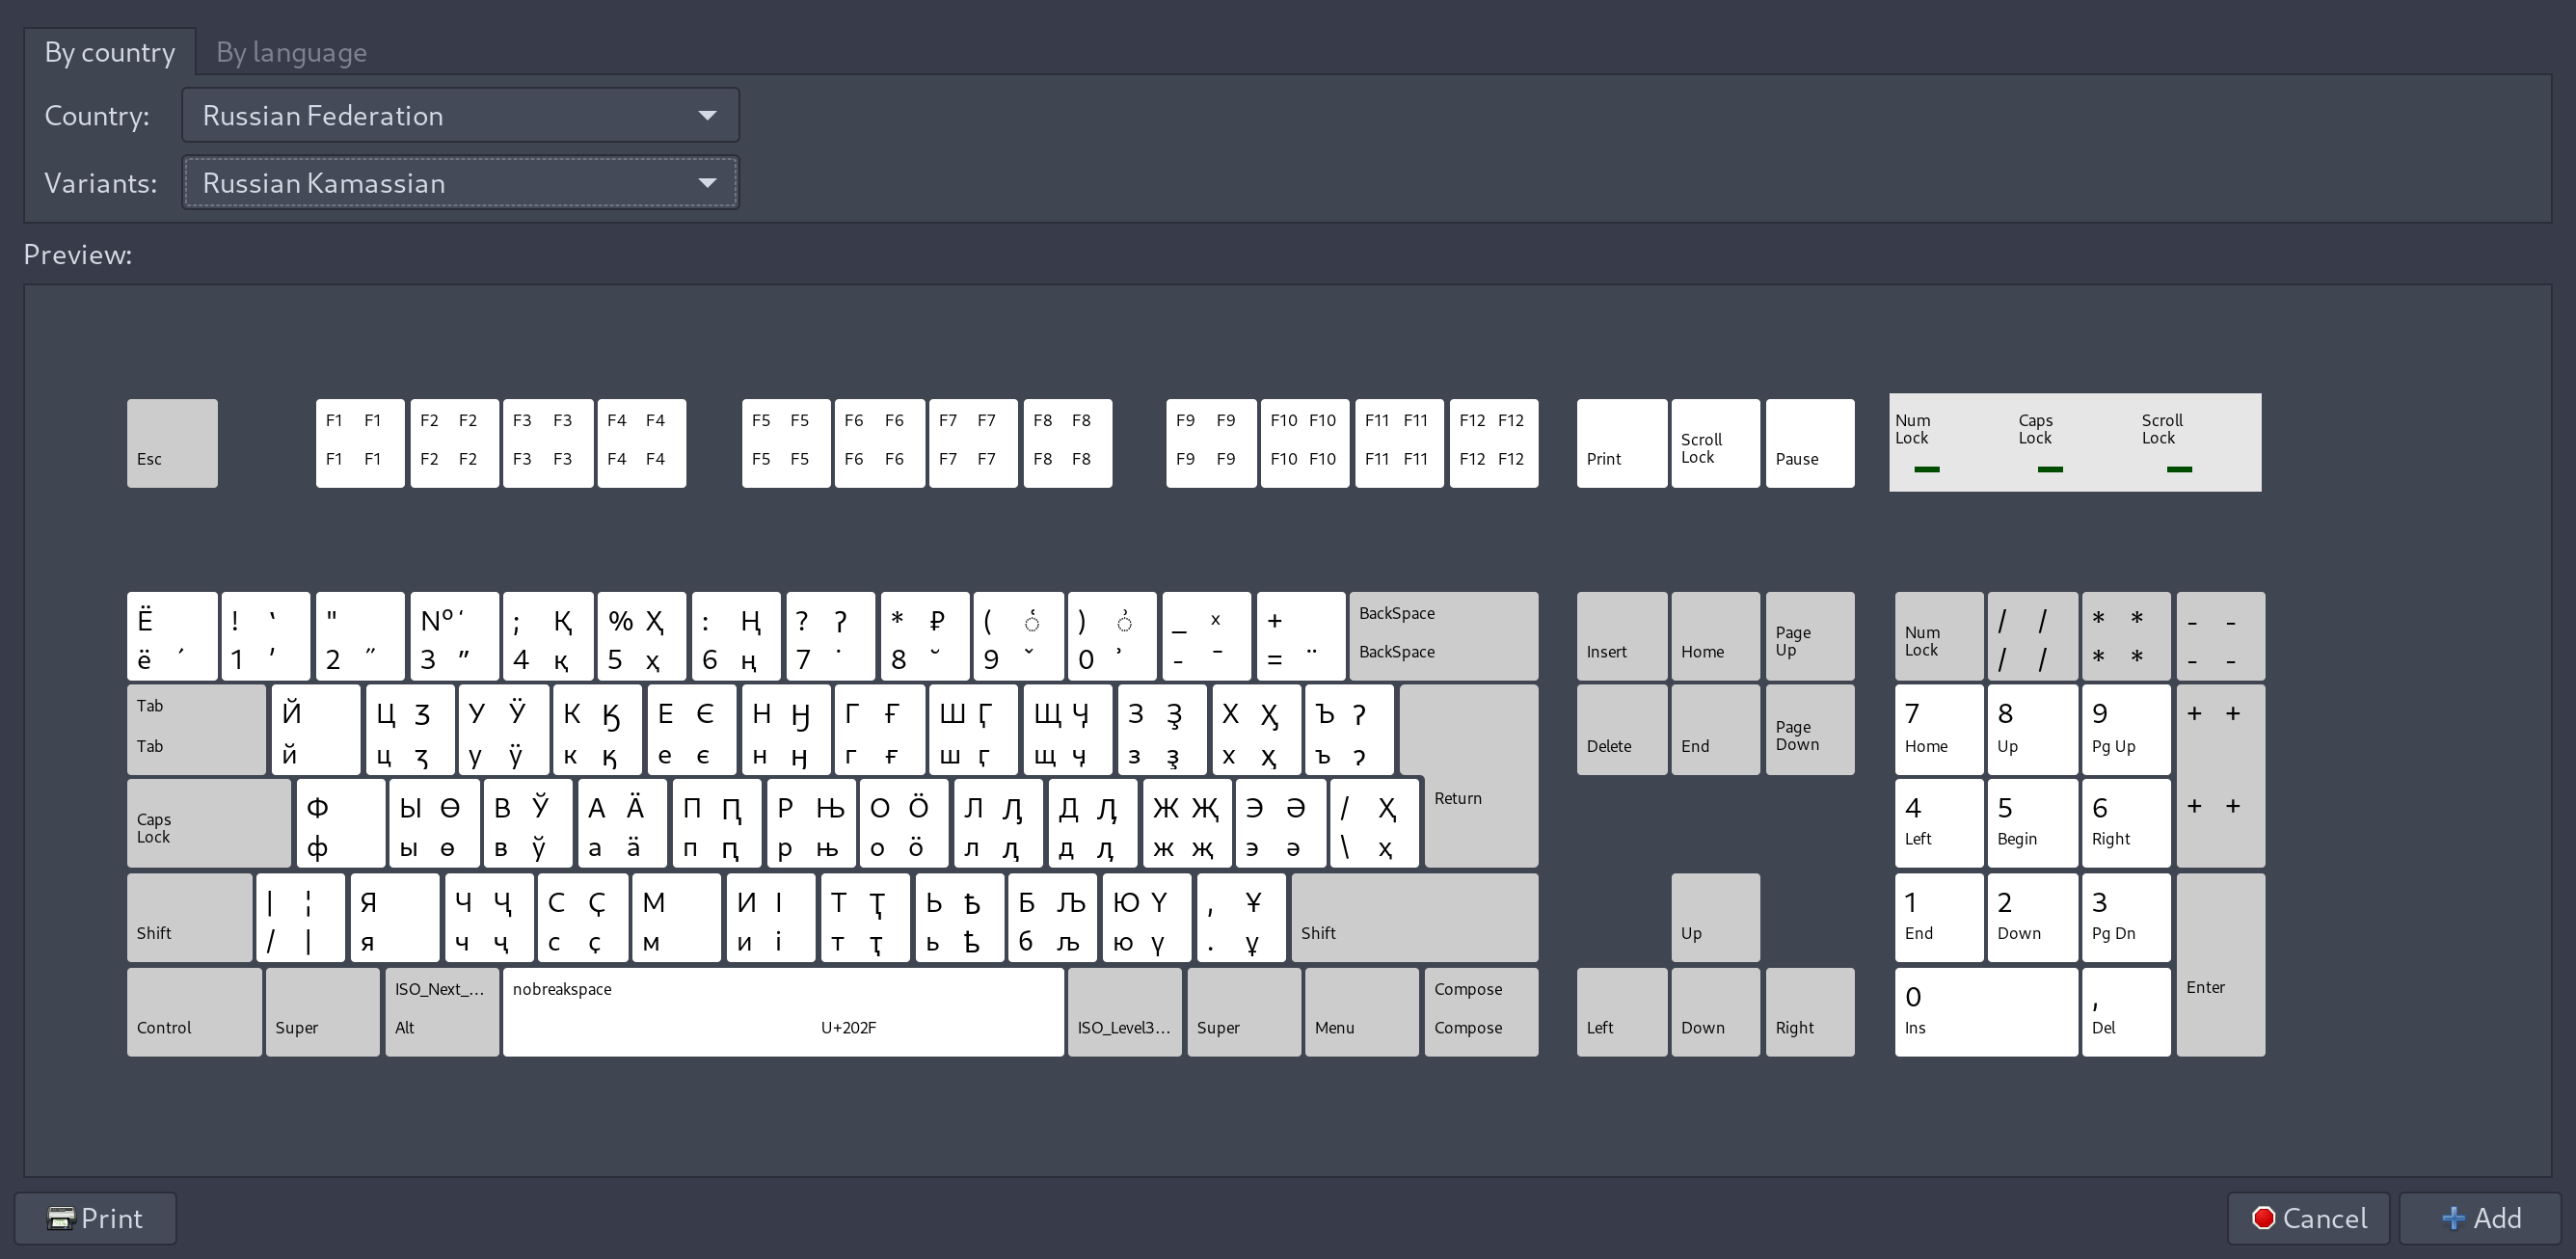 By country By language
Country: Russian Federation
Variants: Russian Kamassian
Preview:
Esc F1 F1 F2 F2 F3 F3 F4 F4 F5 F5 F6 F6 F7 F7 F8 F8 F9 F9 F10 F10 F11 F11 F12 F12 Print Scroll Lock Pause Num Lock Caps Lock Scroll Lock
F1 F1 F2 F2 F3 F3 F4 F4 F5 F5 F6 F6 F7 F7 F8 F8 F9 F9 F10 F10 F11 F11 F12 F12
Ё ! ‛ " № ‘ ; Қ % Ҳ : Ң ? ʔ * ₽ ( ) _ ˣ + BackSpace Insert Home Page Up Num Lock / / * * - -
ё ˊ 1 ʼ 2 ˝ 3 ” 4 қ 5 ҳ 6 ң 7 ˙ 8 ˘ 9 ˇ 0 ʾ - ˉ = ¨ BackSpace / / * * - -
Tab Й Ц Ӡ У Ӱ К Ӄ Е Є Н Ӈ Г Ғ Ш Ӷ Щ Ӌ З Ҙ Х Ӽ Ъ ʔ Delete End Page Down 7 8 9 + +
Tab й ц ӡ у ӱ к ӄ е є н ӈ г ғ ш ӷ щ ӌ з ҙ х ӽ ъ ɂ Home Up Pg Up
Caps Lock Ф Ы Ө В Ў А Ӓ П Ԥ Р Њ О Ӧ Л Ԓ Д Ԓ Ж Җ Э Ә / Ҳ Return 4 5 6 + +
ф ы ө в ў а ӓ п ԥ р њ о ӧ л ԓ д ԓ ж җ э ә \ ҳ Left Begin Right
Shift | ¦ Я Ч Ҷ С Ҫ М И І Т Ҭ Ь Ѣ Б Љ Ю Ү , Ұ Shift Up 1 2 3 Enter
/ | я ч ҷ с ҫ м и і т ҭ ь ѣ б љ ю ү . ұ End Down Pg Dn
Control Super ISO_Next_... Alt nobreakspace U+202F ISO_Level3... Super Menu Compose Compose Left Down Right 0 Ins , Del
Print Cancel Add